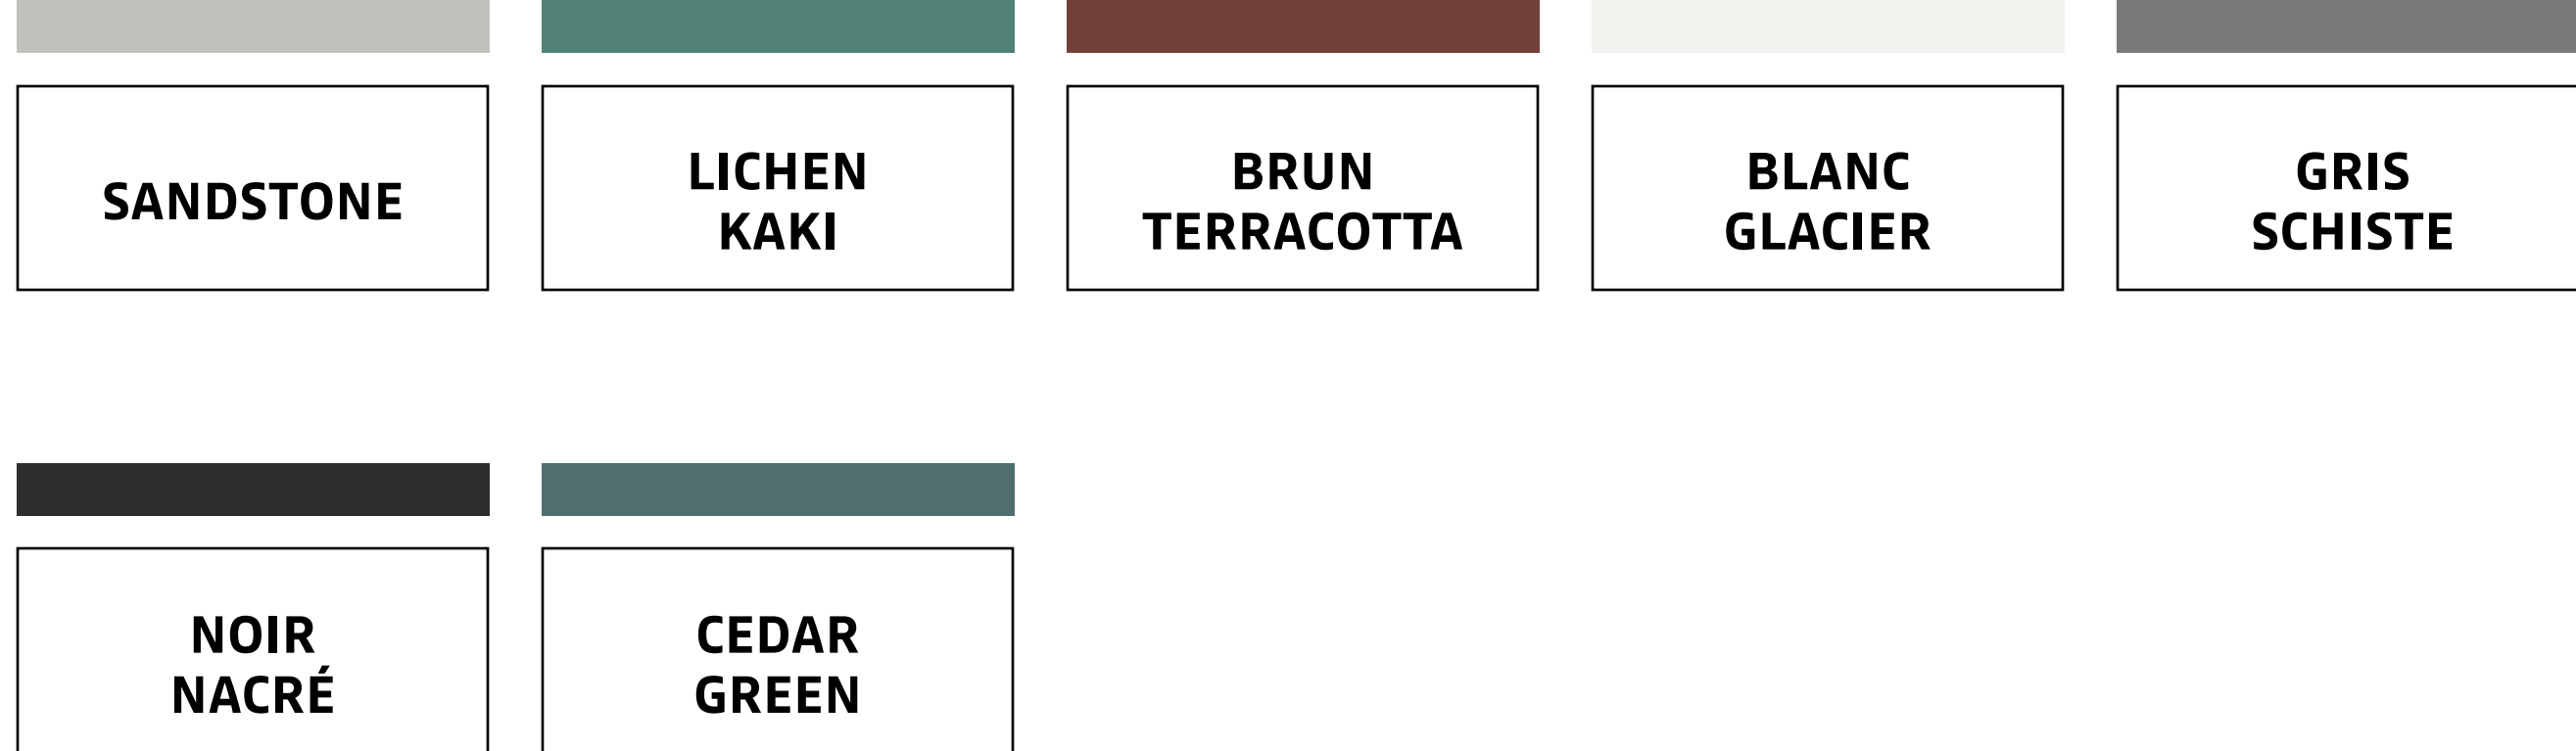 SANDSTONE
LICHEN
KAKI
BRUN
TERRACOTTA
BLANC
GLACIER
GRIS
SCHISTE
NOIR
NACRÉ
CEDAR
GREEN